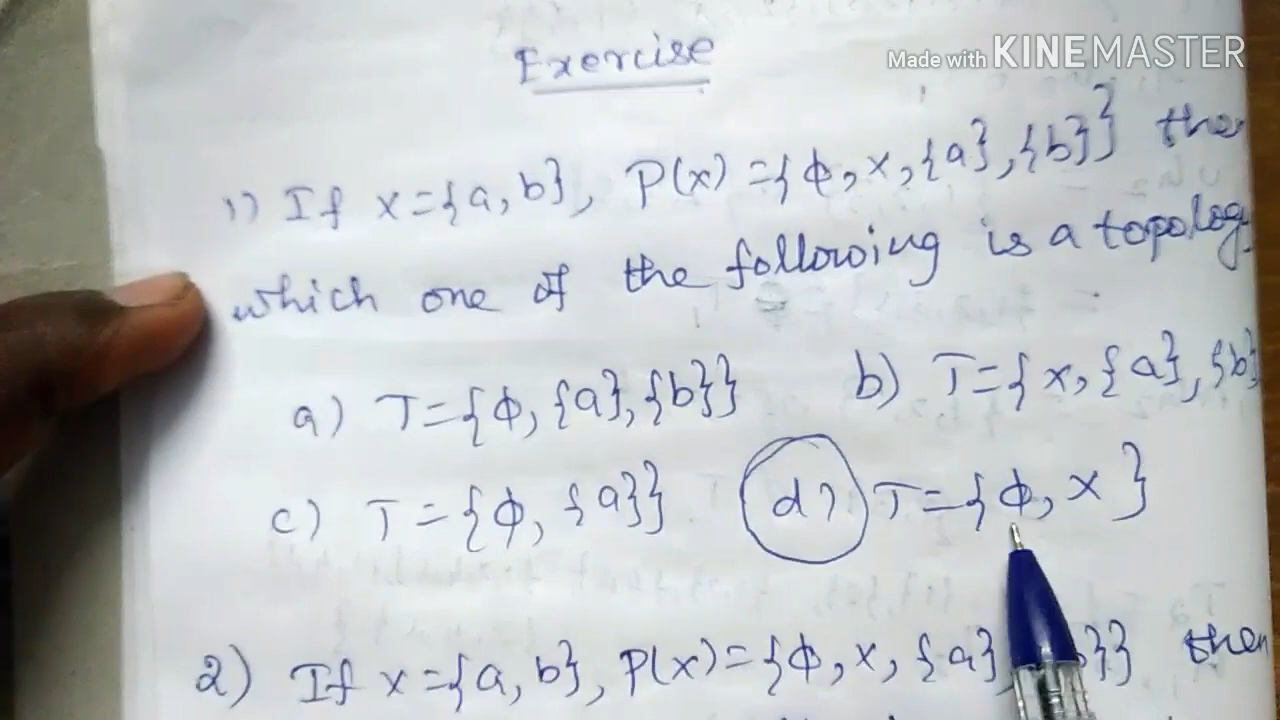 Made with KINEMASTER
Exercise
1) If x={a, b}, P(x) ={ϕ, x, {a}, {b}} then
which one of the following is a topology
a) T={ϕ, {a}, {b}} b) T={x, {a}, {b}
c) T={ϕ, {a}} d) T={ϕ, x}
2) If x={a, b}, P(x)={ϕ, x, {a}, b}} then